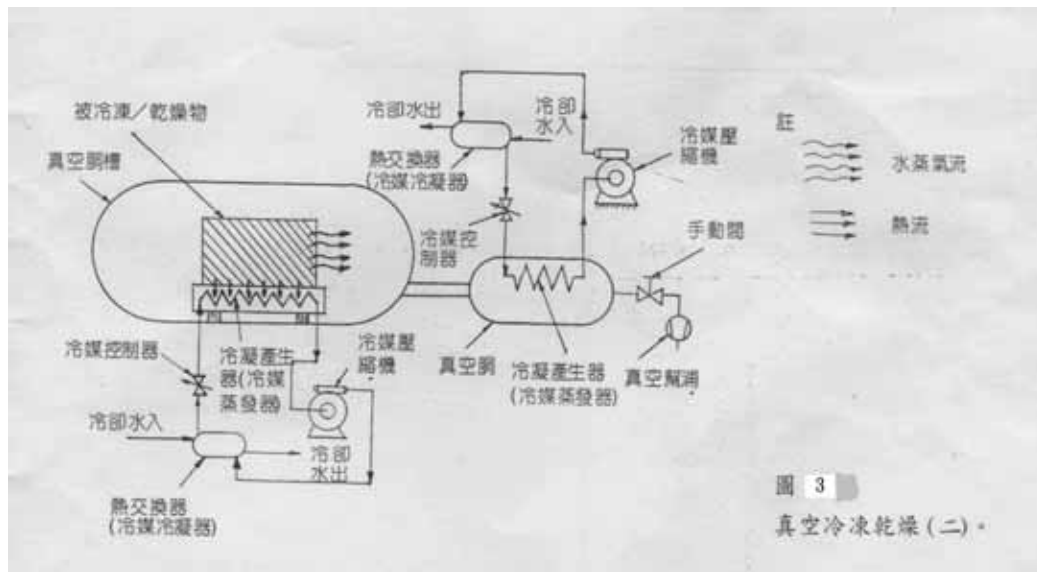 被冷凍／乾燥物
真空胴槽
冷卻水出
冷卻
水入
熱交換器
(冷媒冷凝器)
冷媒壓
縮機
註
水蒸氣流
熱流
冷媒控
制器
手動閥
真空胴
冷凝產生器
(冷媒蒸發器)
真空幫浦
冷媒控制器
冷凝產生
器(冷媒
蒸發器)
冷媒壓
縮機
冷卻水入
冷卻
水出
熱交換器
(冷媒冷凝器)
圖 3
真空冷凍乾燥(二)。